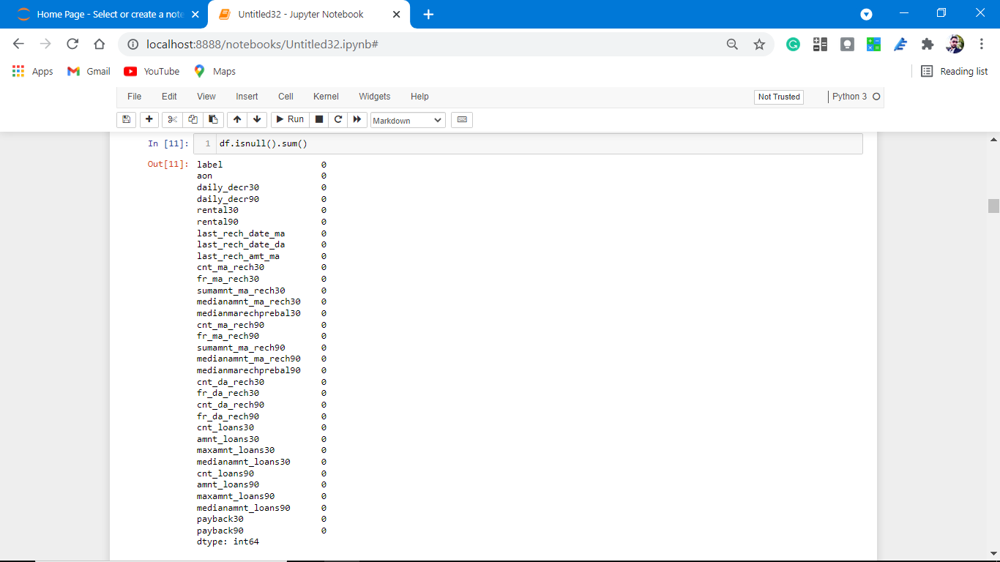 Home Page - Select or create a note
Untitled32 - Jupyter Notebook
localhost:8888/notebooks/Untitled32.ipynb#
Apps Gmail YouTube Maps Reading list
File Edit View Insert Cell Kernel Widgets Help Not Trusted Python 3
Run Markdown
In [11]: 1 df.isnull().sum()
Out[11]: label 0
aon 0
daily_decr30 0
daily_decr90 0
rental30 0
rental90 0
last_rech_date_ma 0
last_rech_date_da 0
last_rech_amt_ma 0
cnt_ma_rech30 0
fr_ma_rech30 0
sumamnt_ma_rech30 0
medianamnt_ma_rech30 0
medianmarechprebal30 0
cnt_ma_rech90 0
fr_ma_rech90 0
sumamnt_ma_rech90 0
medianamnt_ma_rech90 0
medianmarechprebal90 0
cnt_da_rech30 0
fr_da_rech30 0
cnt_da_rech90 0
fr_da_rech90 0
cnt_loans30 0
amnt_loans30 0
maxamnt_loans30 0
medianamnt_loans30 0
cnt_loans90 0
amnt_loans90 0
maxamnt_loans90 0
medianamnt_loans90 0
payback30 0
payback90 0
dtype: int64